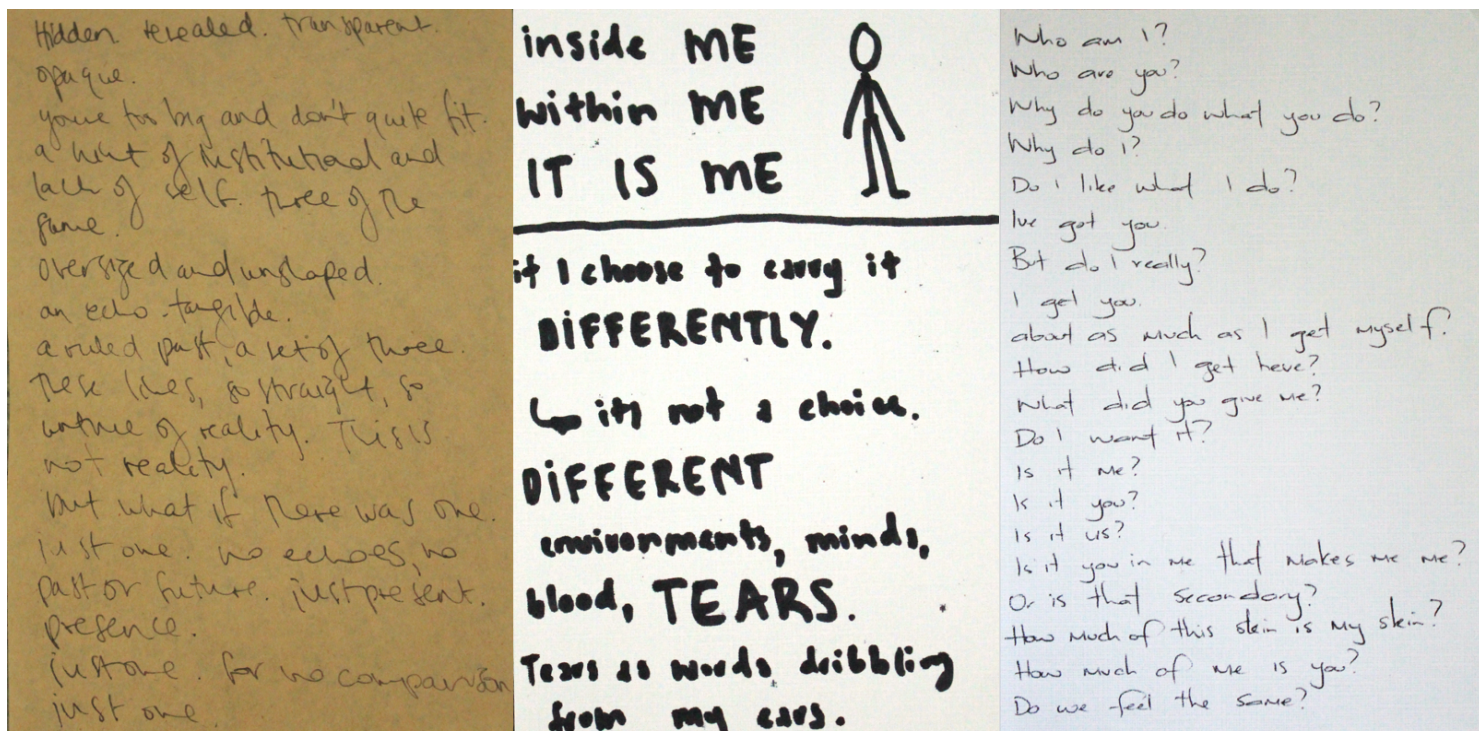 Hidden. revealed. transparent.
opaque.
you're too big and don't quite fit.
a hint of institutional and
lack of self. three of the
same.
oversized and unshaped.
an echo. tangible.
a ruled past, a set of three.
these lines, so straight, so
untrue of reality. This is
not reality.
but what if there was one.
just one. no echoes, no
past or future. just present.
presence.
just one. for no comparison
just one.
inside ME
within ME
IT IS ME
if I choose to carry it
DIFFERENTLY.
↳ its not a choice.
DIFFERENT
environments, minds,
blood, TEARS.
Tears as words dribbling
from my ears.
Who am I?
Who are you?
Why do you do what you do?
Why do I?
Do I like what I do?
Ive got you.
But do I really?
I get you.
about as much as I get myself?
How did I get here?
What did you give me?
Do I want it?
Is it me?
Is it you?
Is it us?
Is it you in me that makes me me?
Or is that secondary?
How much of this skin is my skin?
How much of me is you?
Do we feel the same?